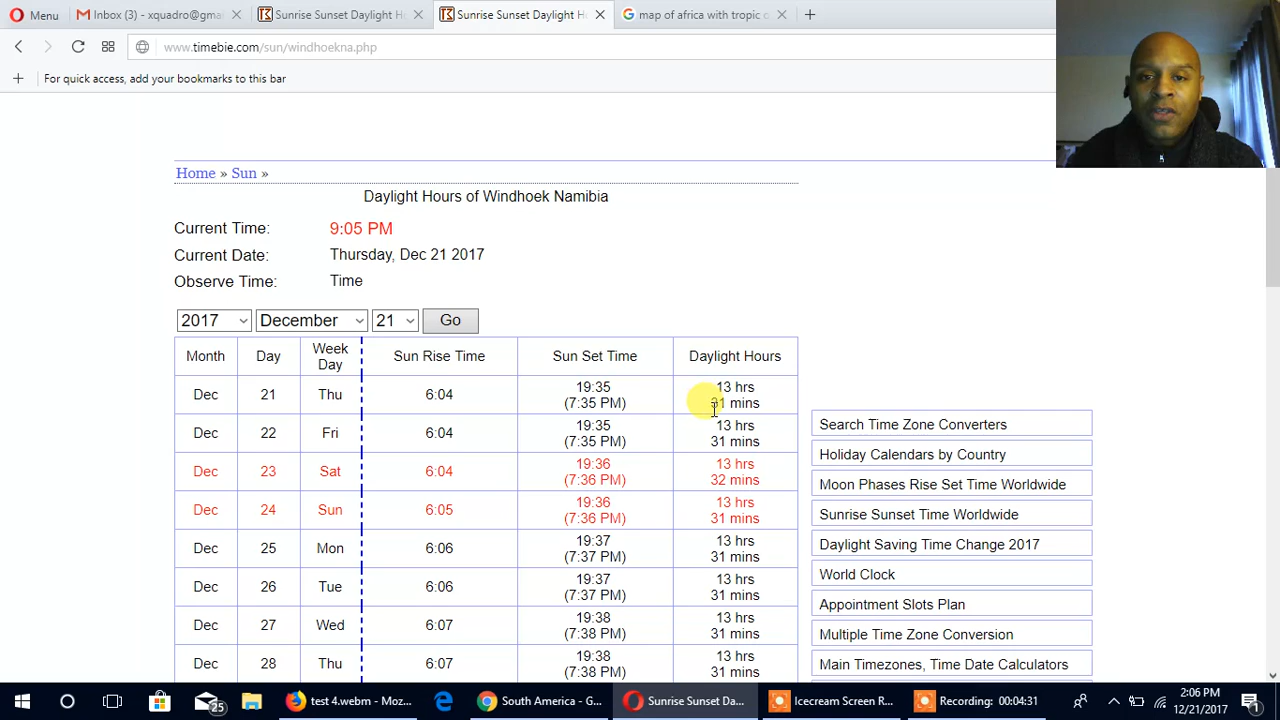 Menu
Inbox (3) - xquadro@gma
Sunrise Sunset Daylight H
Sunrise Sunset Daylight H
map of africa with tropic c
www.timebie.com/sun/windhoekna.php
For quick access, add your bookmarks to this bar
Home » Sun »
Daylight Hours of Windhoek Namibia
Current Time: 9:05 PM
Current Date: Thursday, Dec 21 2017
Observe Time: Time
2017 December 21 Go
Month Day Week Day Sun Rise Time Sun Set Time Daylight Hours
Dec 21 Thu 6:04 19:35 (7:35 PM) 13 hrs 31 mins
Dec 22 Fri 6:04 19:35 (7:35 PM) 13 hrs 31 mins
Dec 23 Sat 6:04 19:36 (7:36 PM) 13 hrs 32 mins
Dec 24 Sun 6:05 19:36 (7:36 PM) 13 hrs 31 mins
Dec 25 Mon 6:06 19:37 (7:37 PM) 13 hrs 31 mins
Dec 26 Tue 6:06 19:37 (7:37 PM) 13 hrs 31 mins
Dec 27 Wed 6:07 19:38 (7:38 PM) 13 hrs 31 mins
Dec 28 Thu 6:07 19:38 (7:38 PM) 13 hrs 31 mins
Search Time Zone Converters
Holiday Calendars by Country
Moon Phases Rise Set Time Worldwide
Sunrise Sunset Time Worldwide
Daylight Saving Time Change 2017
World Clock
Appointment Slots Plan
Multiple Time Zone Conversion
Main Timezones, Time Date Calculators
25
test 4.webm - Moz...
South America - G...
Sunrise Sunset Da...
Icecream Screen R...
Recording: 00:04:31
2:06 PM
12/21/2017
1